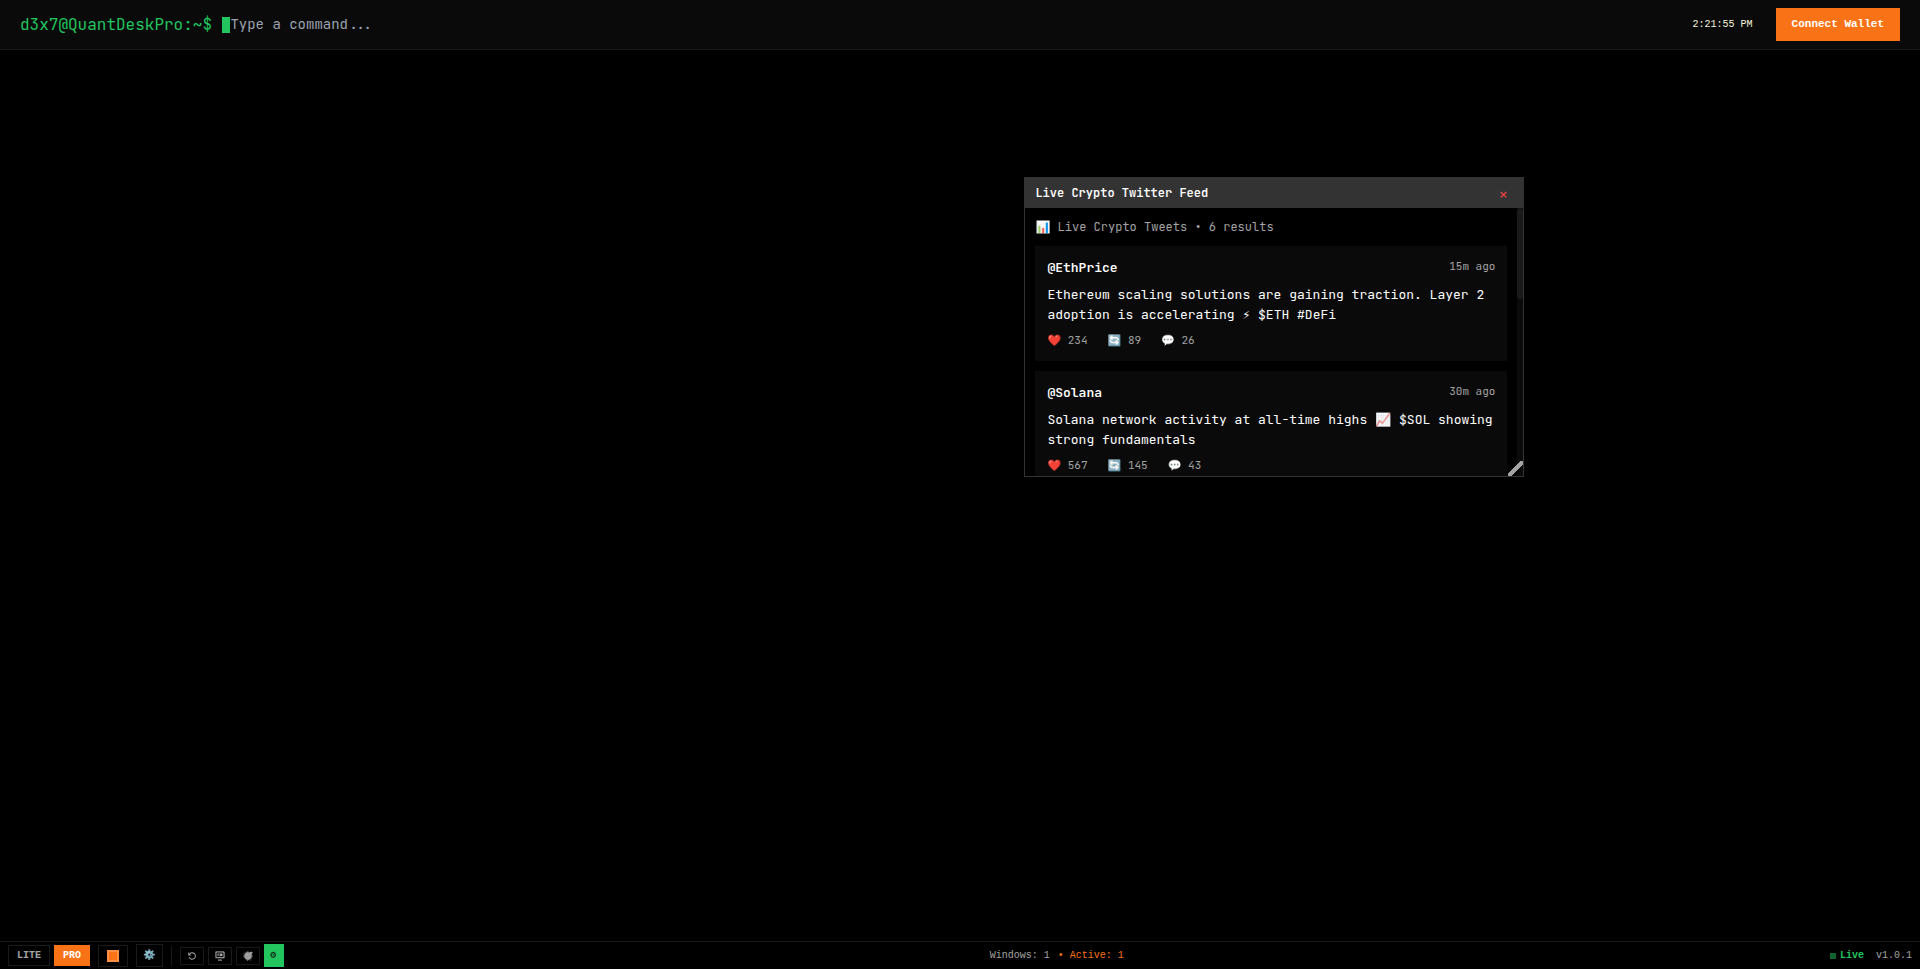 d3x7@QuantDeskPro:~$ Type a command...
2:21:55 PM
Connect Wallet
Live Crypto Twitter Feed
×
📊 Live Crypto Tweets • 6 results
@EthPrice
15m ago
Ethereum scaling solutions are gaining traction. Layer 2
adoption is accelerating ⚡ $ETH #DeFi
❤️ 234 🔄 89 💬 26
@Solana
30m ago
Solana network activity at all-time highs 📈 $SOL showing
strong fundamentals
❤️ 567 🔄 145 💬 43
LITE
PRO
Windows: 1 • Active: 1
Live
v1.0.1